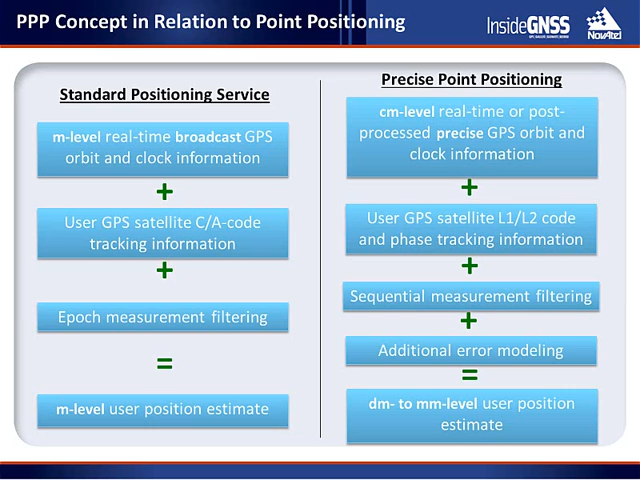 PPP Concept in Relation to Point Positioning
InsideGNSS
NovAtel
Standard Positioning Service
m-level real-time broadcast GPS
orbit and clock information
+
User GPS satellite C/A-code
tracking information
+
Epoch measurement filtering
=
m-level user position estimate
Precise Point Positioning
cm-level real-time or post-
processed precise GPS orbit and
clock information
+
User GPS satellite L1/L2 code
and phase tracking information
+
Sequential measurement filtering
+
Additional error modeling
=
dm- to mm-level user position
estimate